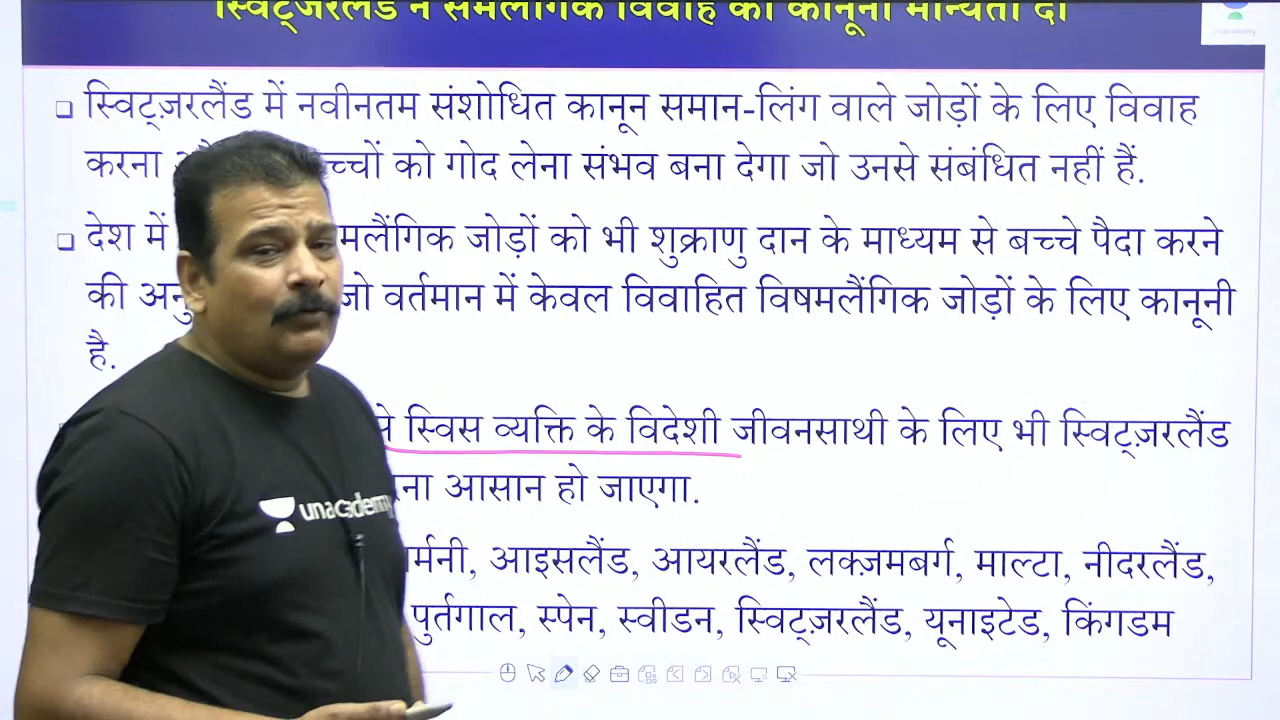 स्विट्ज़रलैंड ने समलैंगिक विवाह को कानूनी मान्यता दी
unacademy
स्विट्ज़रलैंड में नवीनतम संशोधित कानून समान-लिंग वाले जोड़ों के लिए विवाह
करना च्चों को गोद लेना संभव बना देगा जो उनसे संबंधित नहीं हैं.
देश में मलैंगिक जोड़ों को भी शुक्राणु दान के माध्यम से बच्चे पैदा करने
की अनु जो वर्तमान में केवल विवाहित विषमलैंगिक जोड़ों के लिए कानूनी
है.
से स्विस व्यक्ति के विदेशी जीवनसाथी के लिए भी स्विट्ज़रलैंड
रना आसान हो जाएगा.
unacademy
र्मनी, आइसलैंड, आयरलैंड, लक्ज़मबर्ग, माल्टा, नीदरलैंड,
पुर्तगाल, स्पेन, स्वीडन, स्विट्ज़रलैंड, यूनाइटेड, किंगडम